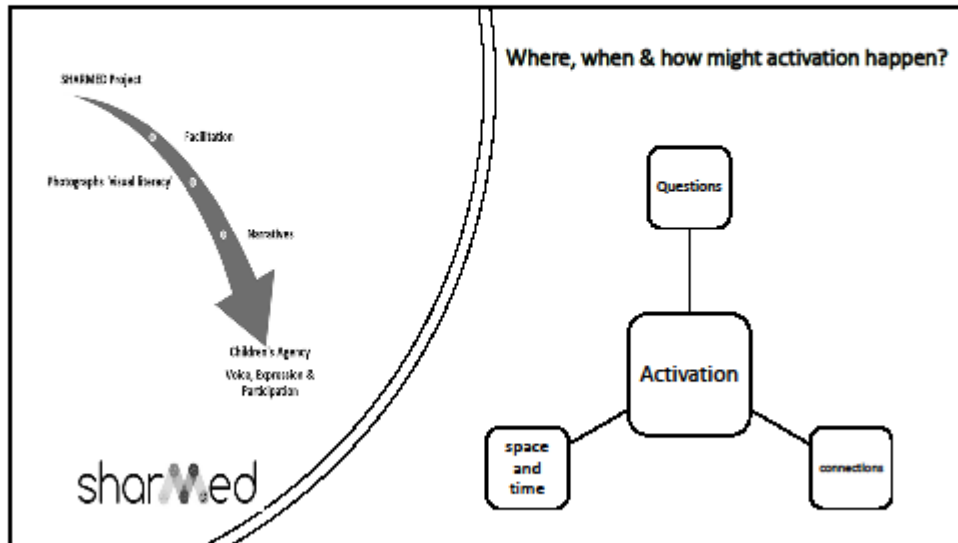 SHARMED Project
Facilitation
Photographs 'visual literacy'
Narratives
Children's Agency
Voice, Expression &
Participation
sharMed
Where, when & how might activation happen?
Questions
Activation
space
and
time
connections